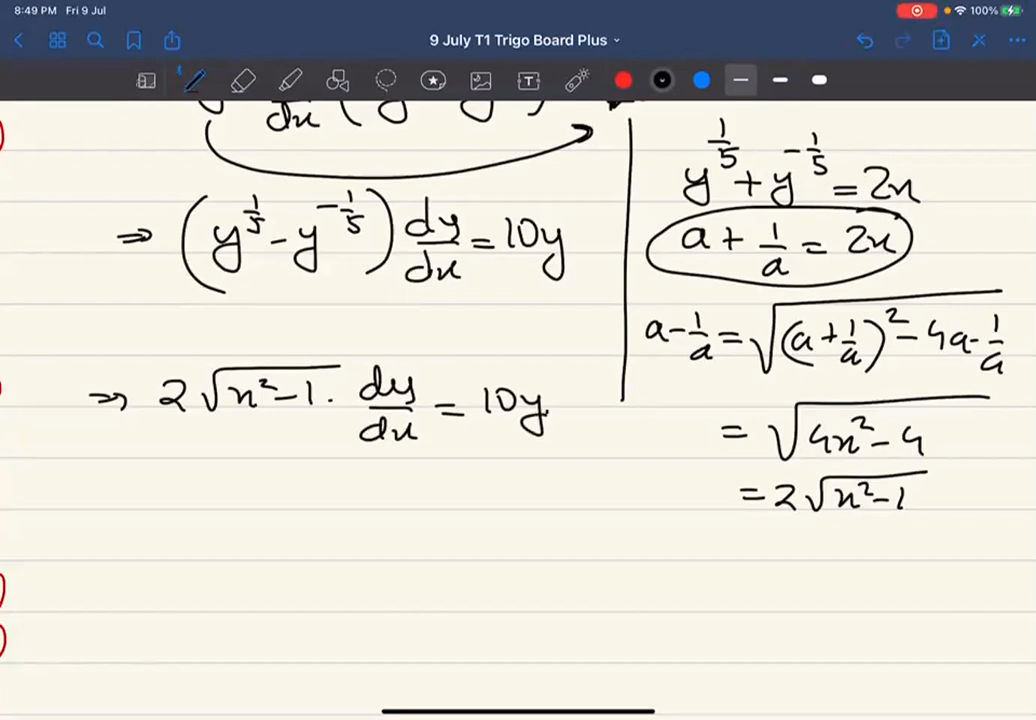 8:49 PM Fri 9 Jul
100%
9 July T1 Trigo Board Plus
T
dx
⇒ (y^{1/5} - y^{-1/5}) dy/dx = 10y
⇒ 2√(x²-1) . dy/dx = 10y
y^{1/5} + y^{-1/5} = 2x
a + 1/a = 2x
a - 1/a = √((a + 1/a)² - 4a - 1/a)
= √(4x² - 4)
= 2√(x²-1)